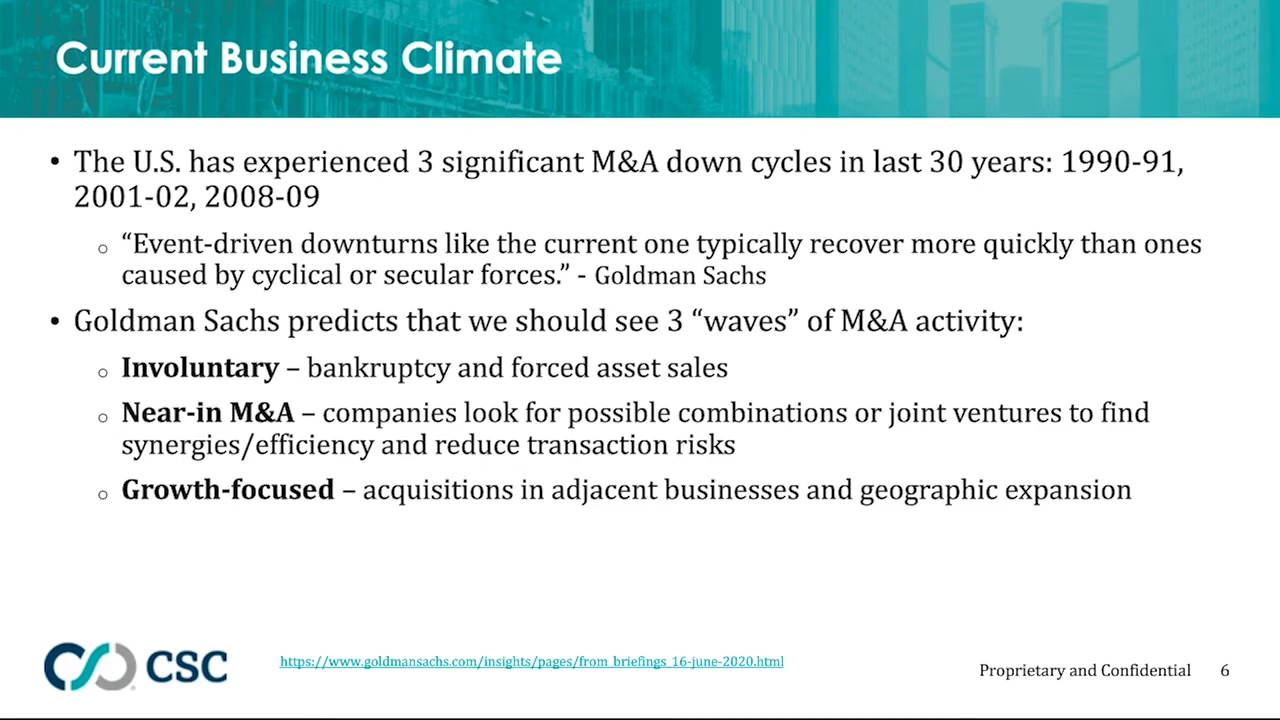 Current Business Climate
• The U.S. has experienced 3 significant M&A down cycles in last 30 years: 1990-91,
2001-02, 2008-09
○ “Event-driven downturns like the current one typically recover more quickly than ones
caused by cyclical or secular forces.” - Goldman Sachs
• Goldman Sachs predicts that we should see 3 “waves” of M&A activity:
○ Involuntary – bankruptcy and forced asset sales
○ Near-in M&A – companies look for possible combinations or joint ventures to find
synergies/efficiency and reduce transaction risks
○ Growth-focused – acquisitions in adjacent businesses and geographic expansion
CSC
https://www.goldmansachs.com/insights/pages/from_briefings_16-june-2020.html
Proprietary and Confidential 6